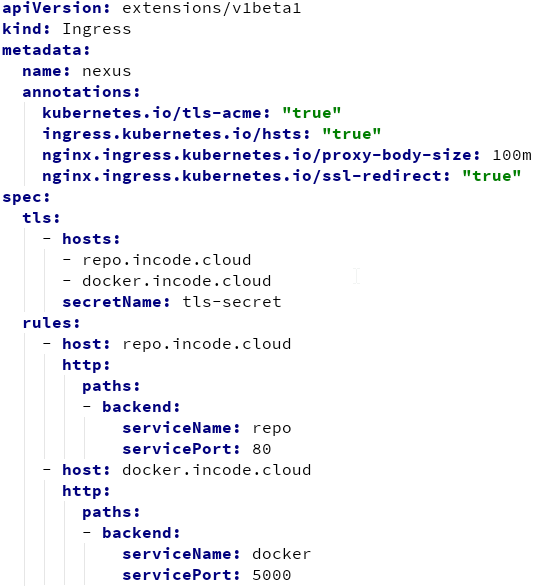 apiVersion: extensions/v1beta1
kind: Ingress
metadata:
  name: nexus
  annotations:
    kubernetes.io/tls-acme: "true"
    ingress.kubernetes.io/hsts: "true"
    nginx.ingress.kubernetes.io/proxy-body-size: 100m
    nginx.ingress.kubernetes.io/ssl-redirect: "true"
spec:
  tls:
    - hosts:
      - repo.incode.cloud
      - docker.incode.cloud
      secretName: tls-secret
  rules:
    - host: repo.incode.cloud
      http:
        paths:
        - backend:
            serviceName: repo
            servicePort: 80
    - host: docker.incode.cloud
      http:
        paths:
        - backend:
            serviceName: docker
            servicePort: 5000